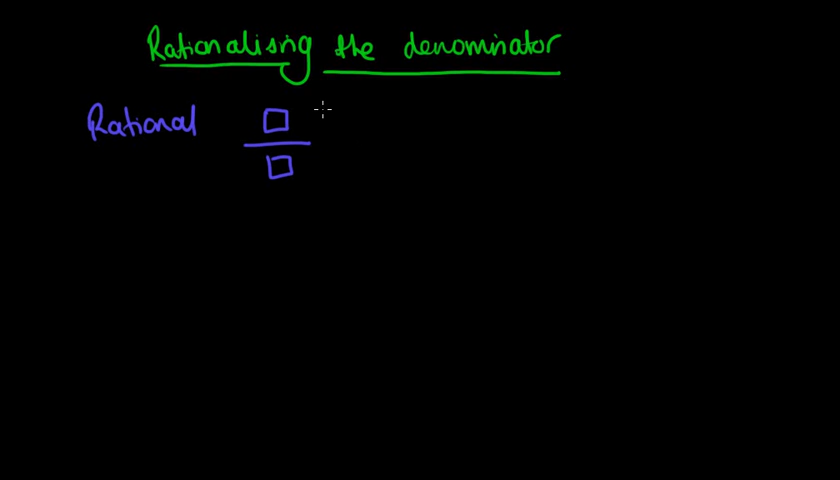 Rationalising the denominator
Rational □/□